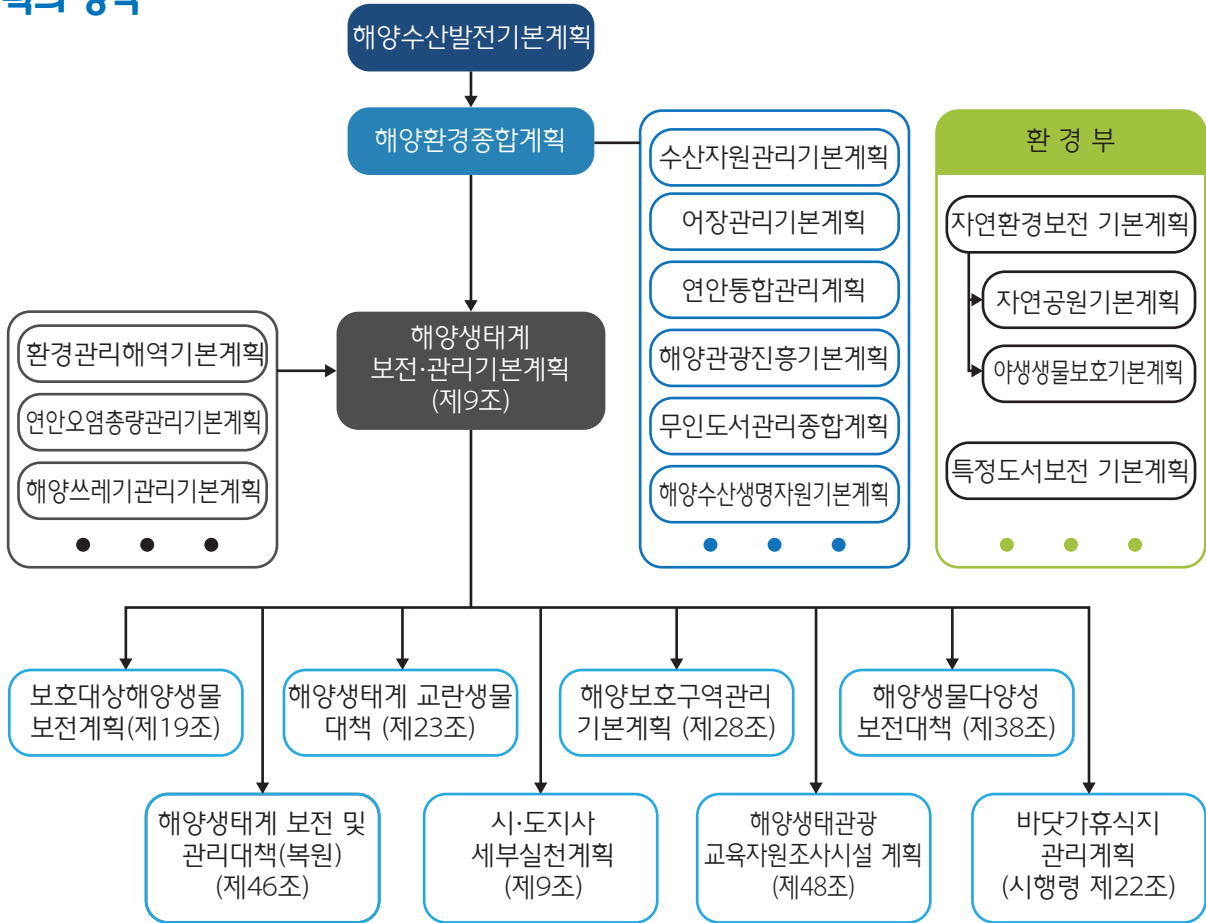 해양수산발전기본계획
해양환경종합계획
수산자원관리기본계획
어장관리기본계획
연안통합관리계획
해양관광진흥기본계획
무인도서관리종합계획
해양수산생명자원기본계획
환 경 부
자연환경보전 기본계획
자연공원기본계획
야생생물보호기본계획
특정도서보전 기본계획
환경관리해역기본계획
연안오염총량관리기본계획
해양쓰레기관리기본계획
해양생태계
보전·관리기본계획
(제9조)
보호대상해양생물
보전계획(제19조)
해양생태계 교란생물
대책 (제23조)
해양보호구역관리
기본계획 (제28조)
해양생물다양성
보전대책 (제38조)
해양생태계 보전 및
관리대책(복원)
(제46조)
시·도지사
세부실천계획
(제9조)
해양생태관광
교육자원조사시설 계획
(제48조)
바닷가휴식지
관리계획
(시행령 제22조)